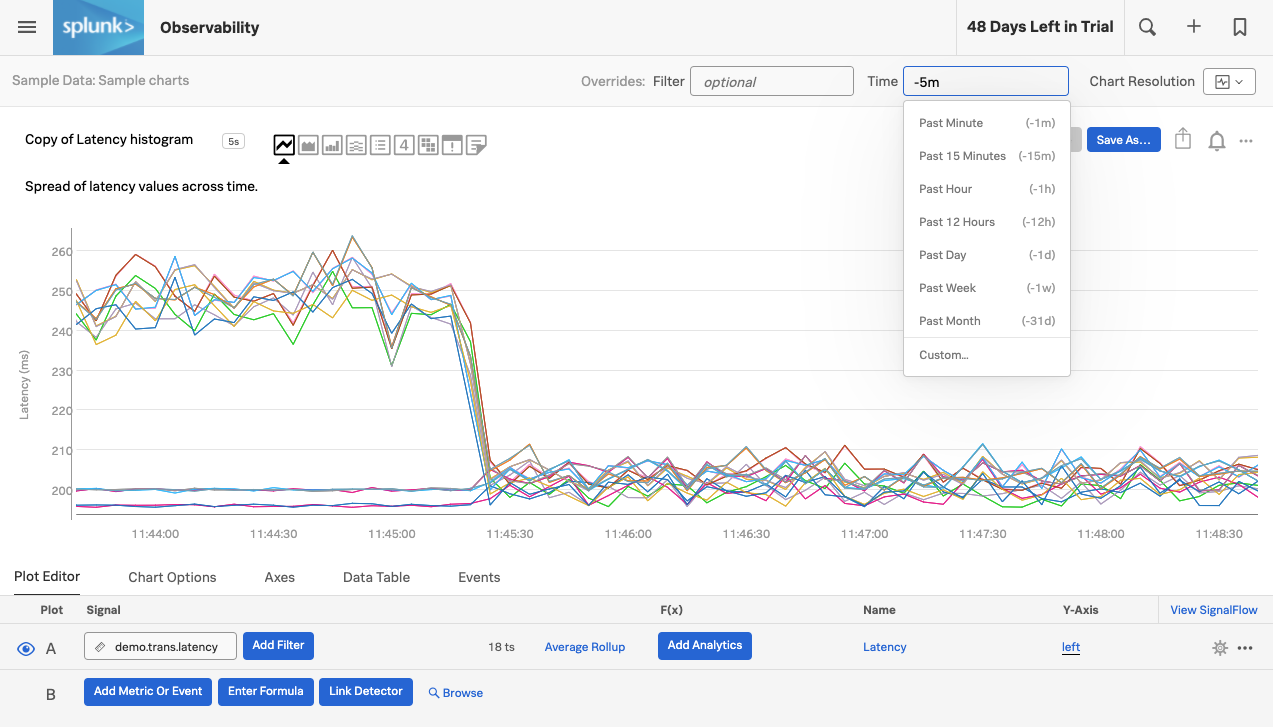 splunk> Observability 48 Days Left in Trial
Sample Data: Sample charts Overrides: Filter optional Time -5m Chart Resolution
Past Minute (-1m)
Past 15 Minutes (-15m)
Past Hour (-1h)
Past 12 Hours (-12h)
Past Day (-1d)
Past Week (-1w)
Past Month (-31d)
Custom...
Copy of Latency histogram 5s 4 Save As...
Spread of latency values across time.
Latency (ms)
260
250
240
230
220
210
200
11:44:00 11:44:30 11:45:00 11:45:30 11:46:00 11:46:30 11:47:00 11:47:30 11:48:00 11:48:30
Plot Editor Chart Options Axes Data Table Events
Plot Signal F(x) Name Y-Axis View SignalFlow
A demo.trans.latency Add Filter 18 ts Average Rollup Add Analytics Latency left
B Add Metric Or Event Enter Formula Link Detector Browse